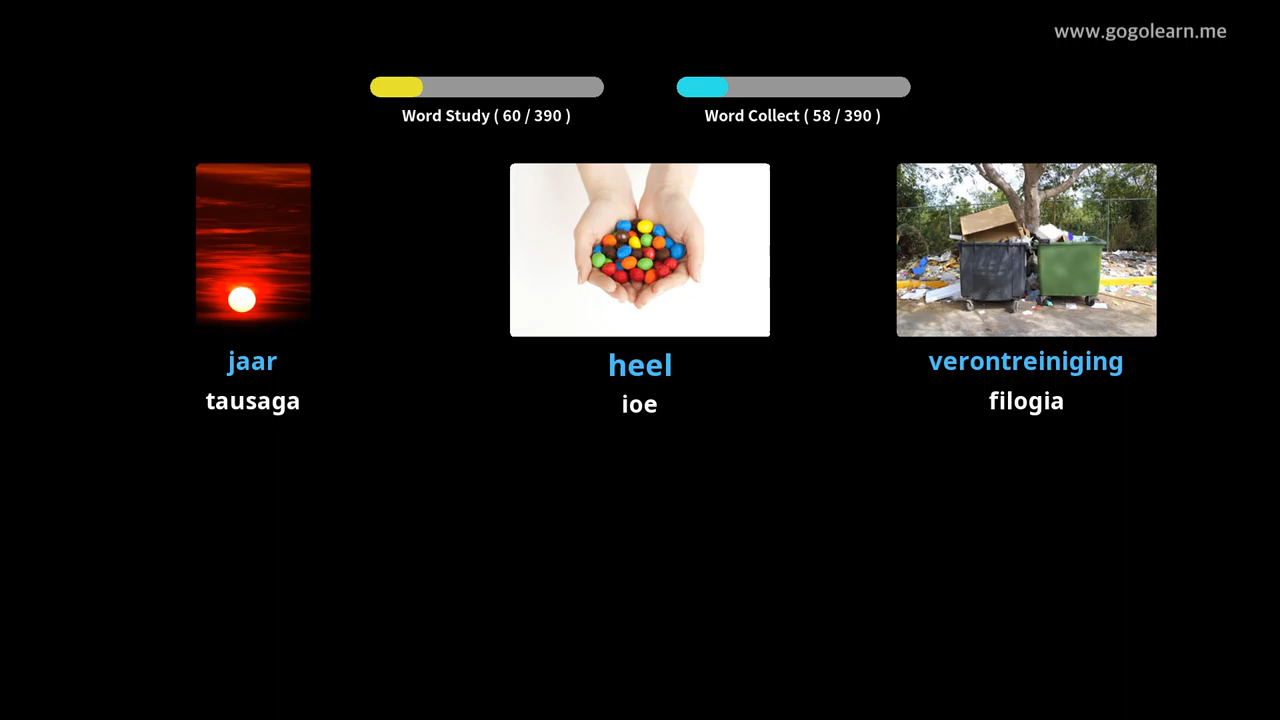 www.gogolearn.me
Word Study ( 60 / 390 )
Word Collect ( 58 / 390 )
jaar
tausaga
heel
ioe
verontreiniging
filogia